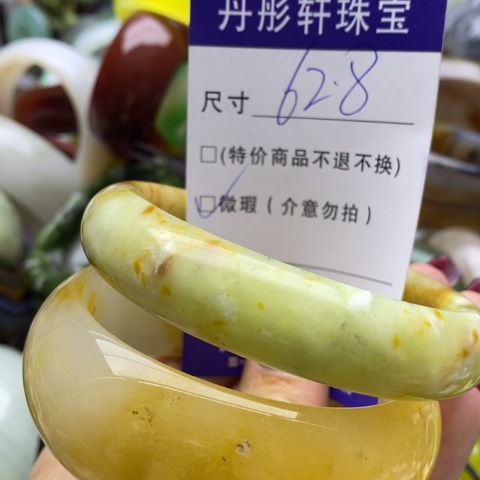 丹彤轩珠宝
尺寸 62.8
□(特价商品不退不换)
☑微瑕(介意勿拍)